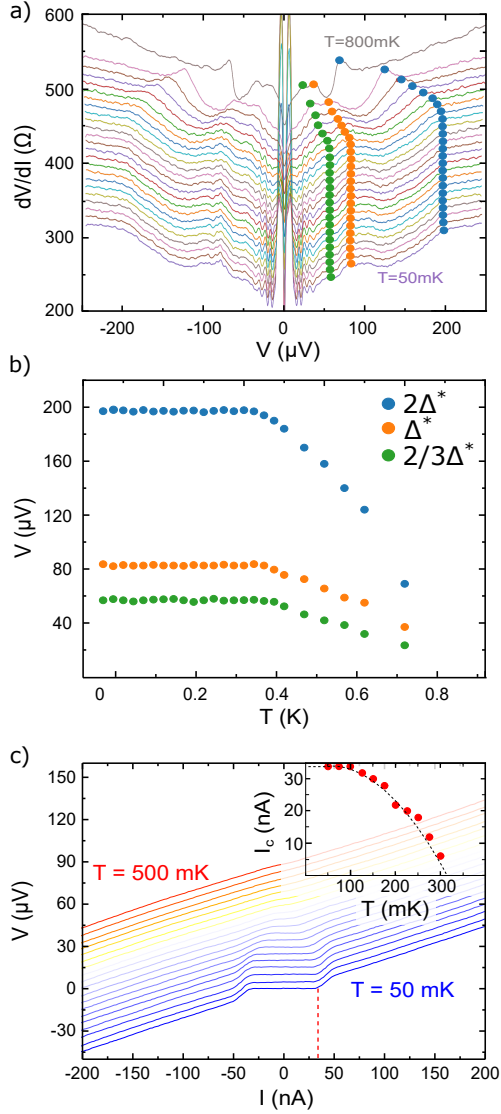 a)
600
500
400
300
200
dV/dI (Ω)
T=800mK
T=50mK
-200 -100 0 100 200
V (µV)
b)
200
160
120
80
40
V (µV)
2Δ*
Δ*
2/3Δ*
0 0.2 0.4 0.6 0.8
T (K)
c)
150
120
90
60
30
0
-30
V (µV)
T = 500 mK
T = 50 mK
30
20
10
I_c (nA)
0 100 200 300
T (mK)
-200 -150 -100 -50 0 50 100 150 200
I (nA)